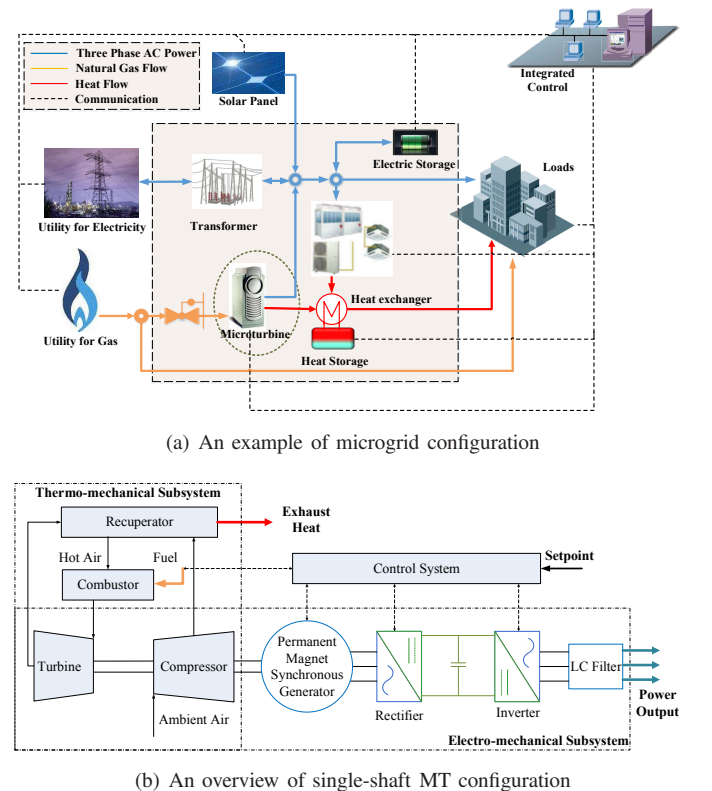 Three Phase AC Power
Natural Gas Flow
Heat Flow
Communication
Solar Panel
Integrated
Control
Electric Storage
Loads
Utility for Electricity
Transformer
Heat exchanger
M
Microturbine
Utility for Gas
Heat Storage
(a) An example of microgrid configuration
Thermo-mechanical Subsystem
Recuperator
Exhaust
Heat
Hot Air
Fuel
Combustor
Control System
Setpoint
Turbine
Compressor
Permanent
Magnet
Synchronous
Generator
LC Filter
Rectifier
Inverter
Power
Output
Ambient Air
Electro-mechanical Subsystem
(b) An overview of single-shaft MT configuration